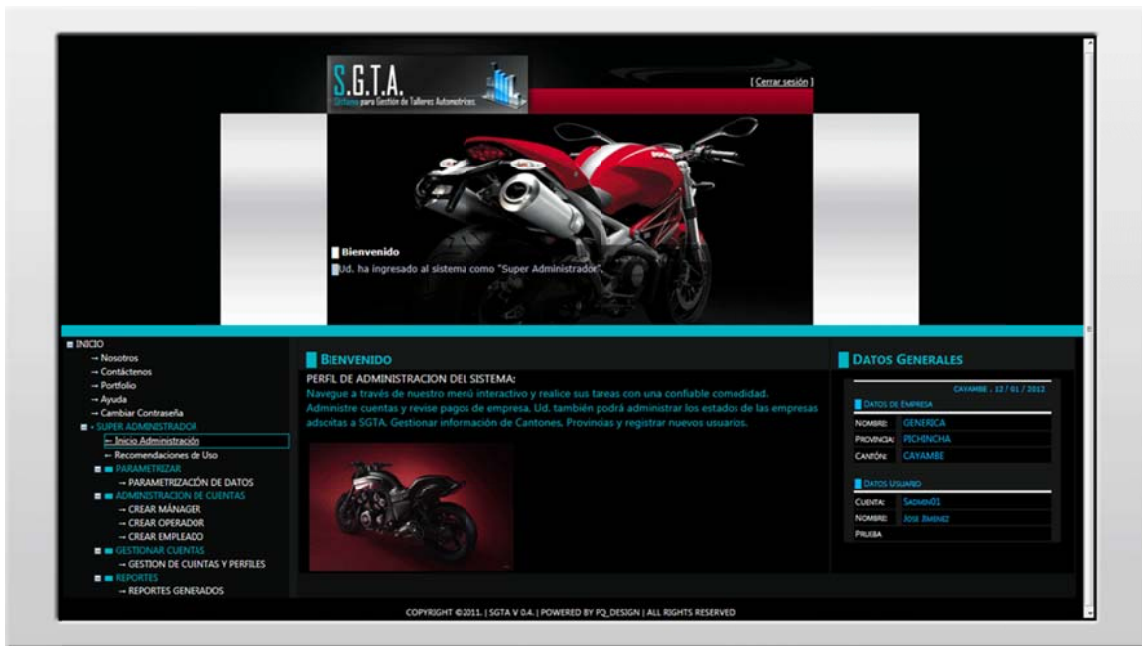 S.G.T.A.
Sistema para Gestión de Talleres Automotrices
[ Cerrar sesión ]
DUCATI
Bienvenido
Ud. ha ingresado al sistema como "Super Administrador".
INICIO
→ Nosotros
→ Contáctenos
→ Portfolio
→ Ayuda
→ Cambiar Contraseña
- SUPER ADMINISTRADOR
← Inicio Administración
← Recomendaciones de Uso
PARAMETRIZAR
→ PARAMETRIZACIÓN DE DATOS
ADMINISTRACION DE CUENTAS
→ CREAR MÁNAGER
→ CREAR OPERADOR
→ CREAR EMPLEADO
GESTIONAR CUENTAS
→ GESTION DE CUENTAS Y PERFILES
REPORTES
→ REPORTES GENERADOS
BIENVENIDO
PERFIL DE ADMINISTRACION DEL SISTEMA:
Navegue a través de nuestro menú interactivo y realice sus tareas con una confiable comodidad.
Administre cuentas y revise pagos de empresa, Ud. también podrá administrar los estados de las empresas
adscitas a SGTA. Gestionar información de Cantones, Provincias y registrar nuevos usuarios.
DATOS GENERALES
CAYAMBE , 12 / 01 / 2012
DATOS DE EMPRESA
NOMBRE: GENERICA
PROVINCIA: PICHINCHA
CANTÓN: CAYAMBE
DATOS USUARIO
CUENTA: SADMIN01
NOMBRE: JOSE JIMENEZ
PRUEBA
COPYRIGHT ©2011. | SGTA V 0.4. | POWERED BY PQ_DESIGN | ALL RIGHTS RESERVED